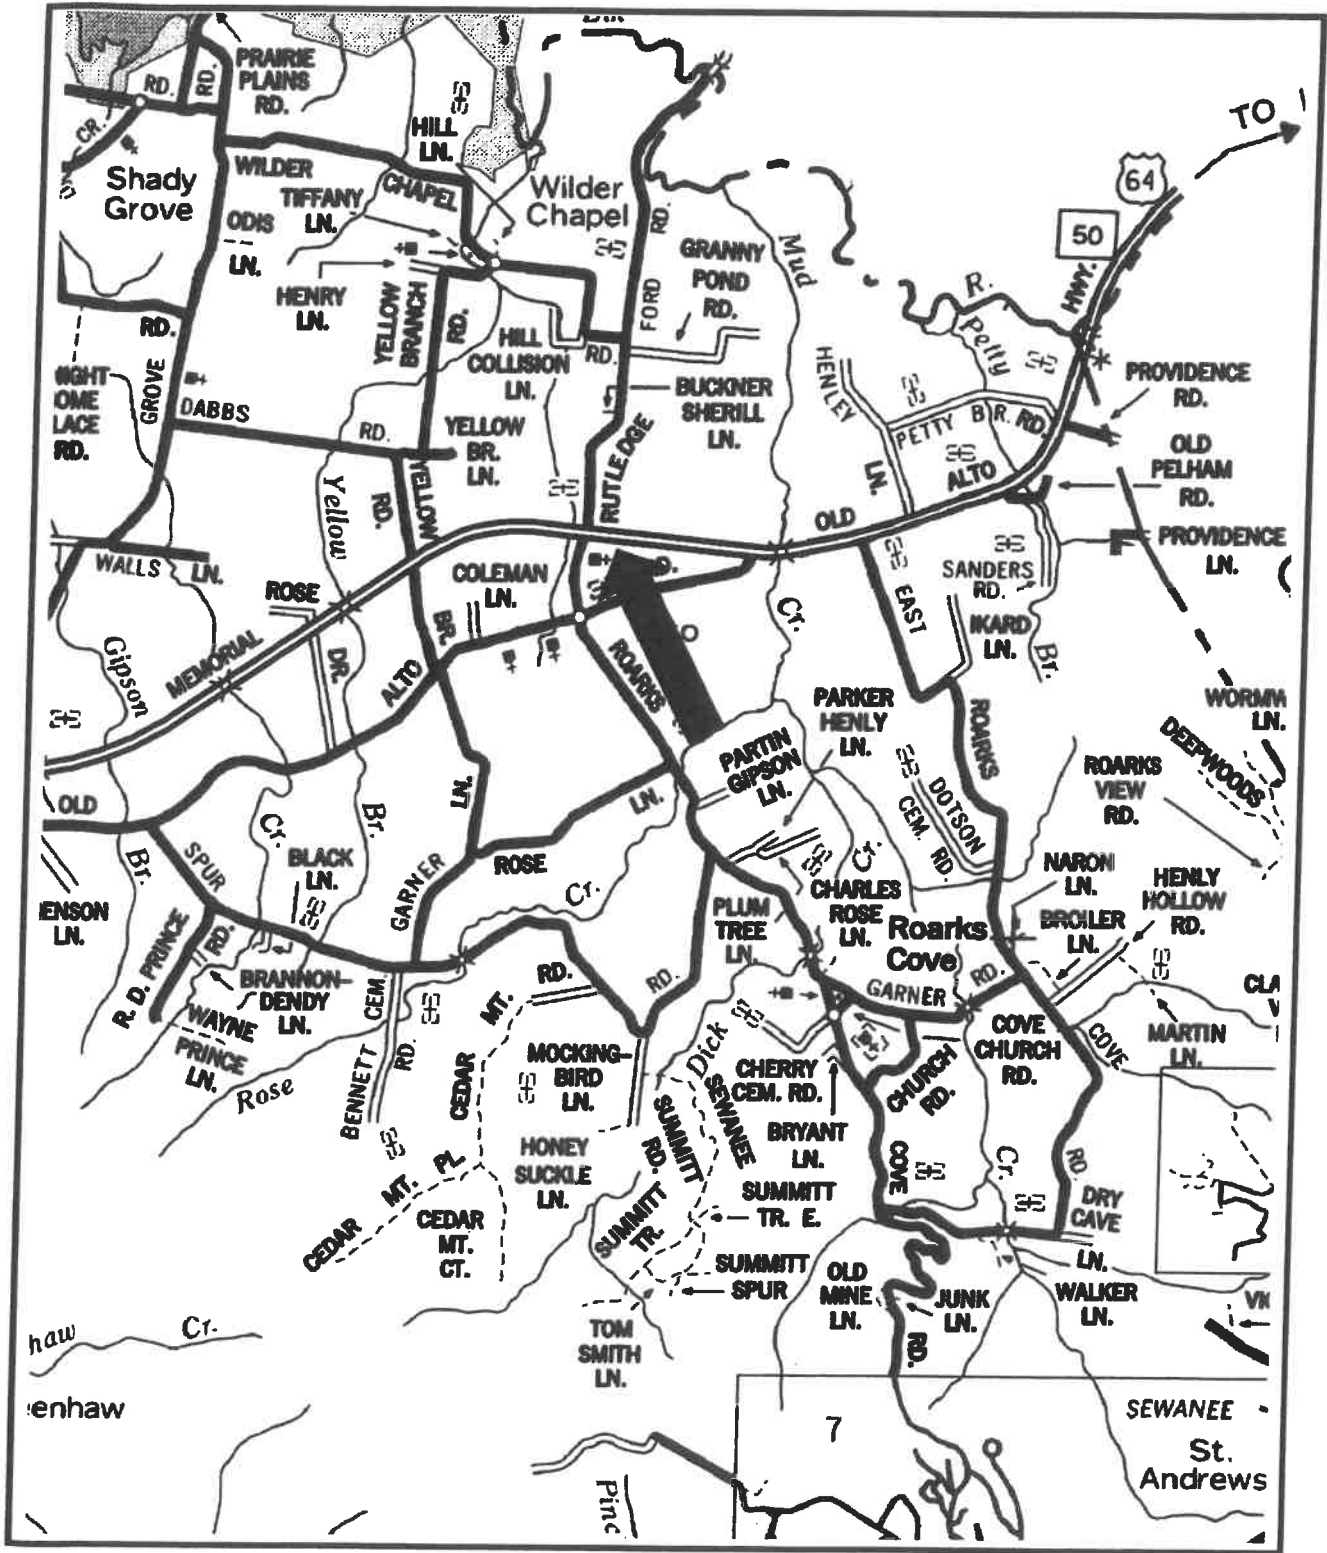 PRAIRIE
PLAINS
RD.
RD.
RD.
CR.
HILL
LN.
TO
64
50
HWY.
Shady
Grove
WILDER
CHAPEL
TIFFANY
LN.
Wilder
Chapel
ODIS
LN.
HENRY
LN.
YELLOW
BRANCH
RD.
RD.
FORD
GRANNY
POND
RD.
Mud
R.
Petty
RD.
HILL
COLLISION
LN.
RD.
BUCKNER
SHERILL
LN.
HENLEY
LN.
PETTY BR. RD.
PROVIDENCE
RD.
OLD
PELHAM
RD.
PROVIDENCE
LN.
GROVE
DABBS
RD.
LACE
RD.
YELLOW
BR.
LN.
RUTLEDGE
ALTO
OLD
Yellow
RD.
YELLOW
WALLS
LN.
ROSE
DR.
COLEMAN
LN.
BR.
Cr.
EAST
SANDERS
RD.
IKARD
LN.
Br.
Gipson
MEMORIAL
ALTO
ROARKS
ROARKS
PARKER
HENLY
LN.
PARTIN
GIPSON
LN.
WORMW
LN.
DEEPWOODS
ROARKS
VIEW
RD.
OLD
LN.
LN.
DOTSON
CEM. RD.
Br.
SPUR
Cr.
Br.
BLACK
LN.
GARNER
ROSE
Cr.
Cr.
ENSON
LN.
R. D. PRINCE
RD.
BRANNON-
DENDY
LN.
WAYNE
PRINCE
LN.
Rose
BENNETT CEM.
RD.
CEDAR MT.
RD.
RD.
PLUM
TREE
LN.
CHARLES
ROSE
LN.
Roarks
Cove
NARON
LN.
BROILER
LN.
HENLY
HOLLOW
RD.
GARNER
RD.
CLA
MARTIN
LN.
COVE
COVE
CHURCH
RD.
CHURCH
RD.
MOCKING-
BIRD
LN.
Dick
CHERRY
CEM. RD.
BRYANT
LN.
SEWANEE
SUMMITT
RD.
HONEY
SUCKLE
LN.
CEDAR MT. PL.
CEDAR
MT.
CT.
SUMMITT
TR.
SUMMITT
TR. E.
SUMMITT
SPUR
COVE
Cr.
RD.
DRY
CAVE
LN.
WALKER
LN.
OLD
MINE
LN.
JUNK
LN.
RD.
TOM
SMITH
LN.
haw
Cr.
enhaw
7
SEWANEE
St.
Andrews